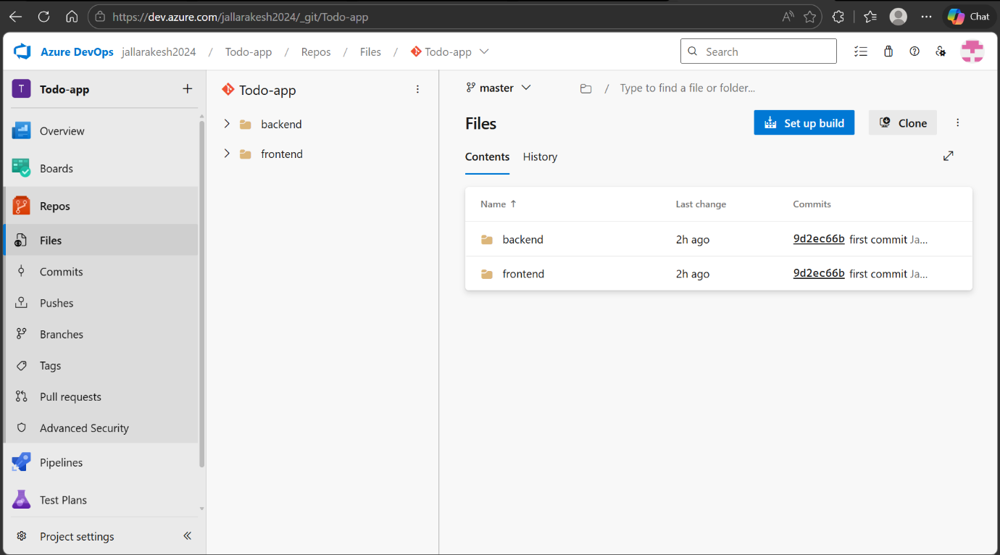 https://dev.azure.com/jallarakesh2024/_git/Todo-app
Chat
Azure DevOps jallarakesh2024 / Todo-app / Repos / Files / Todo-app
Search
T Todo-app +
Overview
Boards
Repos
Files
Commits
Pushes
Branches
Tags
Pull requests
Advanced Security
Pipelines
Test Plans
Project settings
Todo-app
backend
frontend
master / Type to find a file or folder...
Files
Set up build
Clone
Contents History
Name ↑ Last change Commits
backend 2h ago 9d2ec66b first commit Ja...
frontend 2h ago 9d2ec66b first commit Ja...